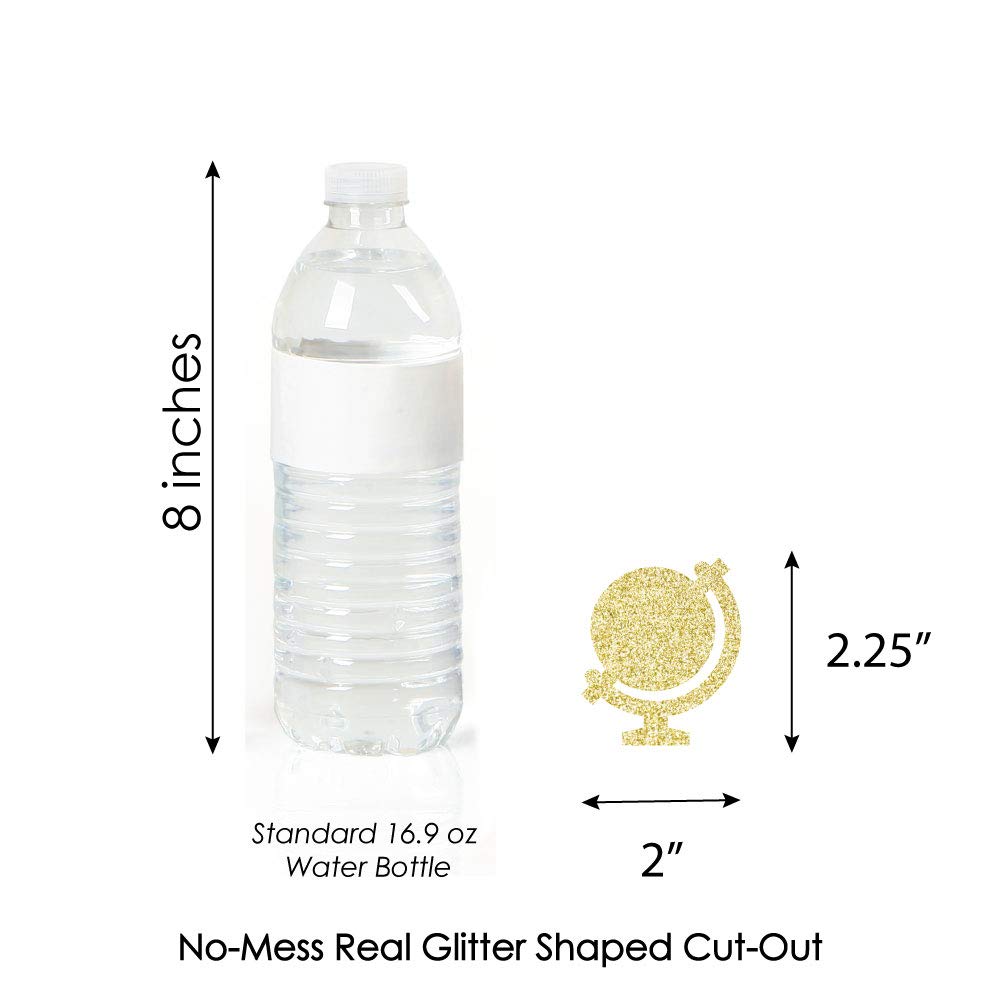 8 inches
2.25”
2”
Standard 16.9 oz
Water Bottle
No-Mess Real Glitter Shaped Cut-Out